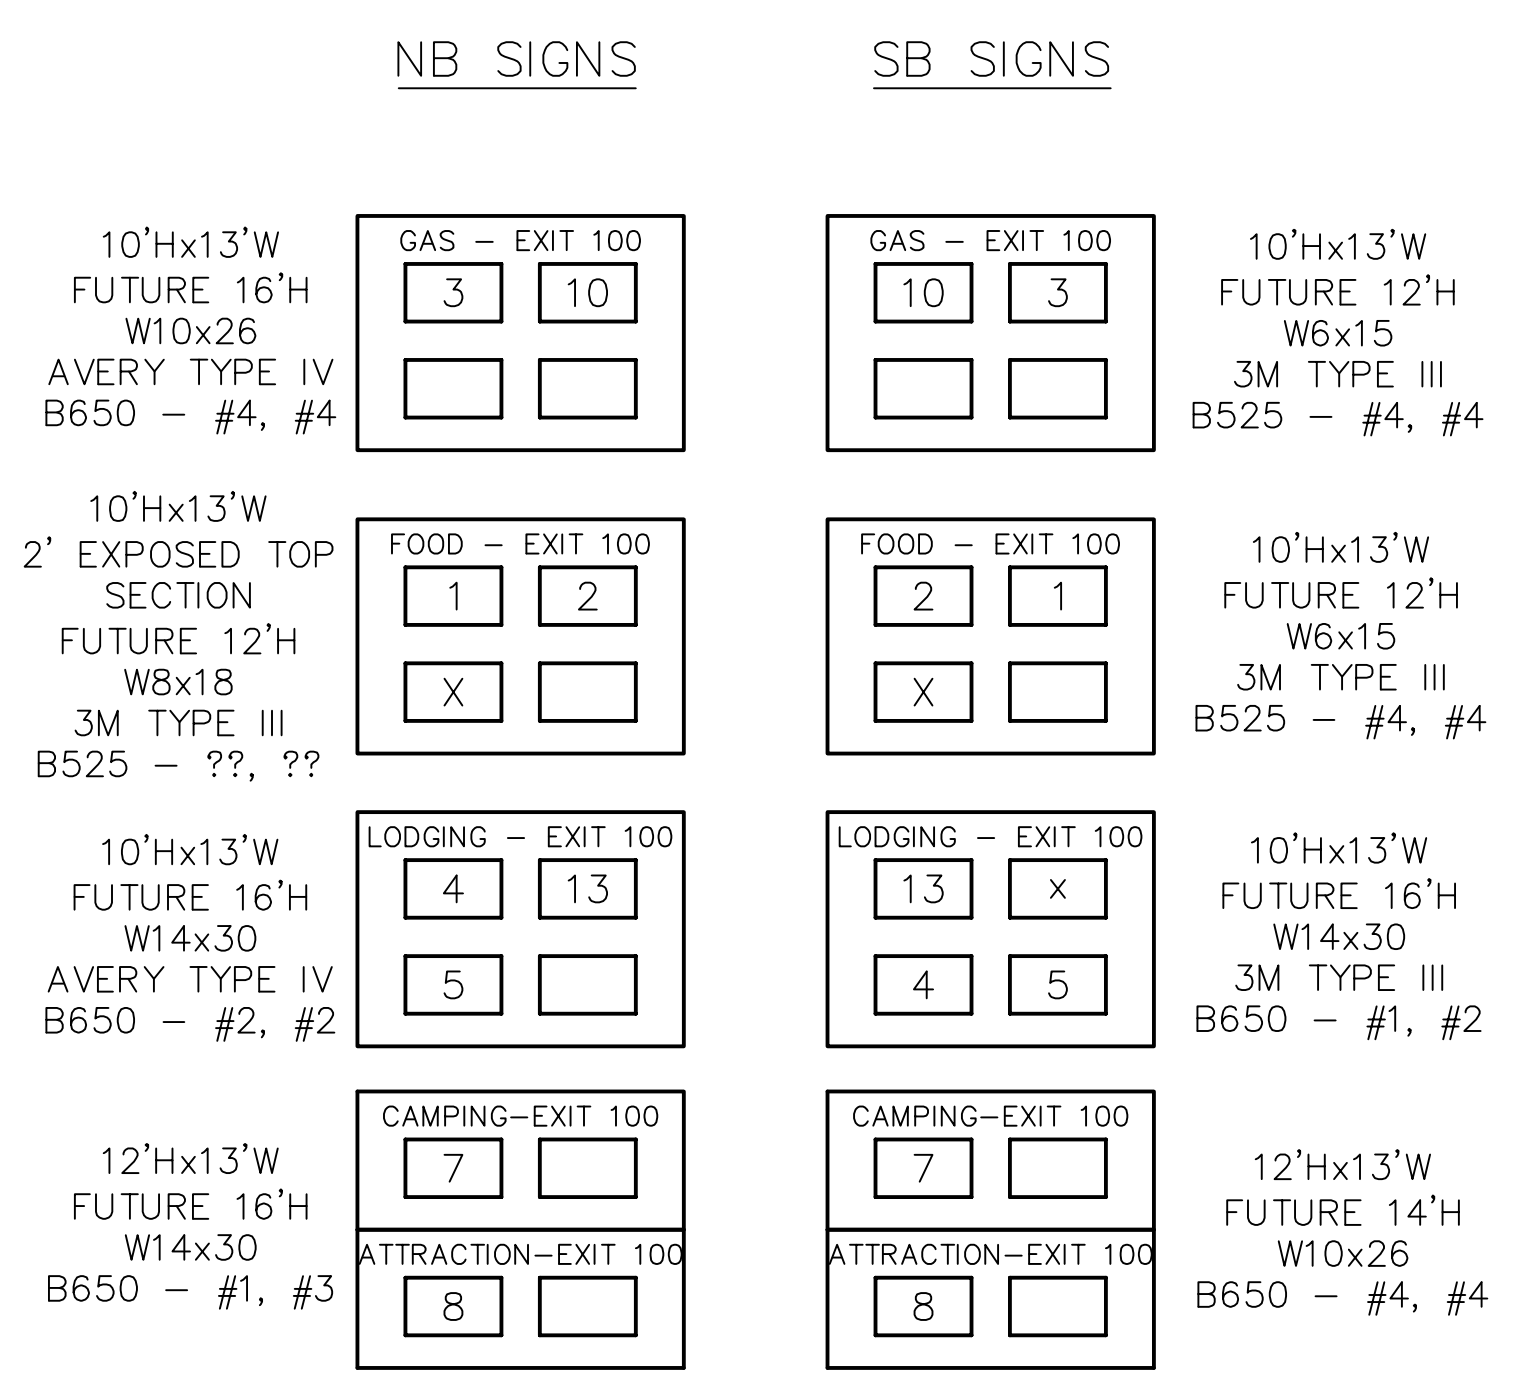 NB SIGNS
SB SIGNS
10'Hx13'W
FUTURE 16'H
W10x26
AVERY TYPE IV
B650 – #4, #4
GAS – EXIT 100
3 10
GAS – EXIT 100
10 3
10'Hx13'W
FUTURE 12'H
W6x15
3M TYPE III
B525 – #4, #4
10'Hx13'W
2' EXPOSED TOP
SECTION
FUTURE 12'H
W8x18
3M TYPE III
B525 – ??, ??
FOOD – EXIT 100
1 2
X
FOOD – EXIT 100
2 1
X
10'Hx13'W
FUTURE 12'H
W6x15
3M TYPE III
B525 – #4, #4
10'Hx13'W
FUTURE 16'H
W14x30
AVERY TYPE IV
B650 – #2, #2
LODGING – EXIT 100
4 13
5
LODGING – EXIT 100
13 x
4 5
10'Hx13'W
FUTURE 16'H
W14x30
3M TYPE III
B650 – #1, #2
12'Hx13'W
FUTURE 16'H
W14x30
B650 – #1, #3
CAMPING–EXIT 100
7
ATTRACTION–EXIT 100
8
CAMPING–EXIT 100
7
ATTRACTION–EXIT 100
8
12'Hx13'W
FUTURE 14'H
W10x26
B650 – #4, #4